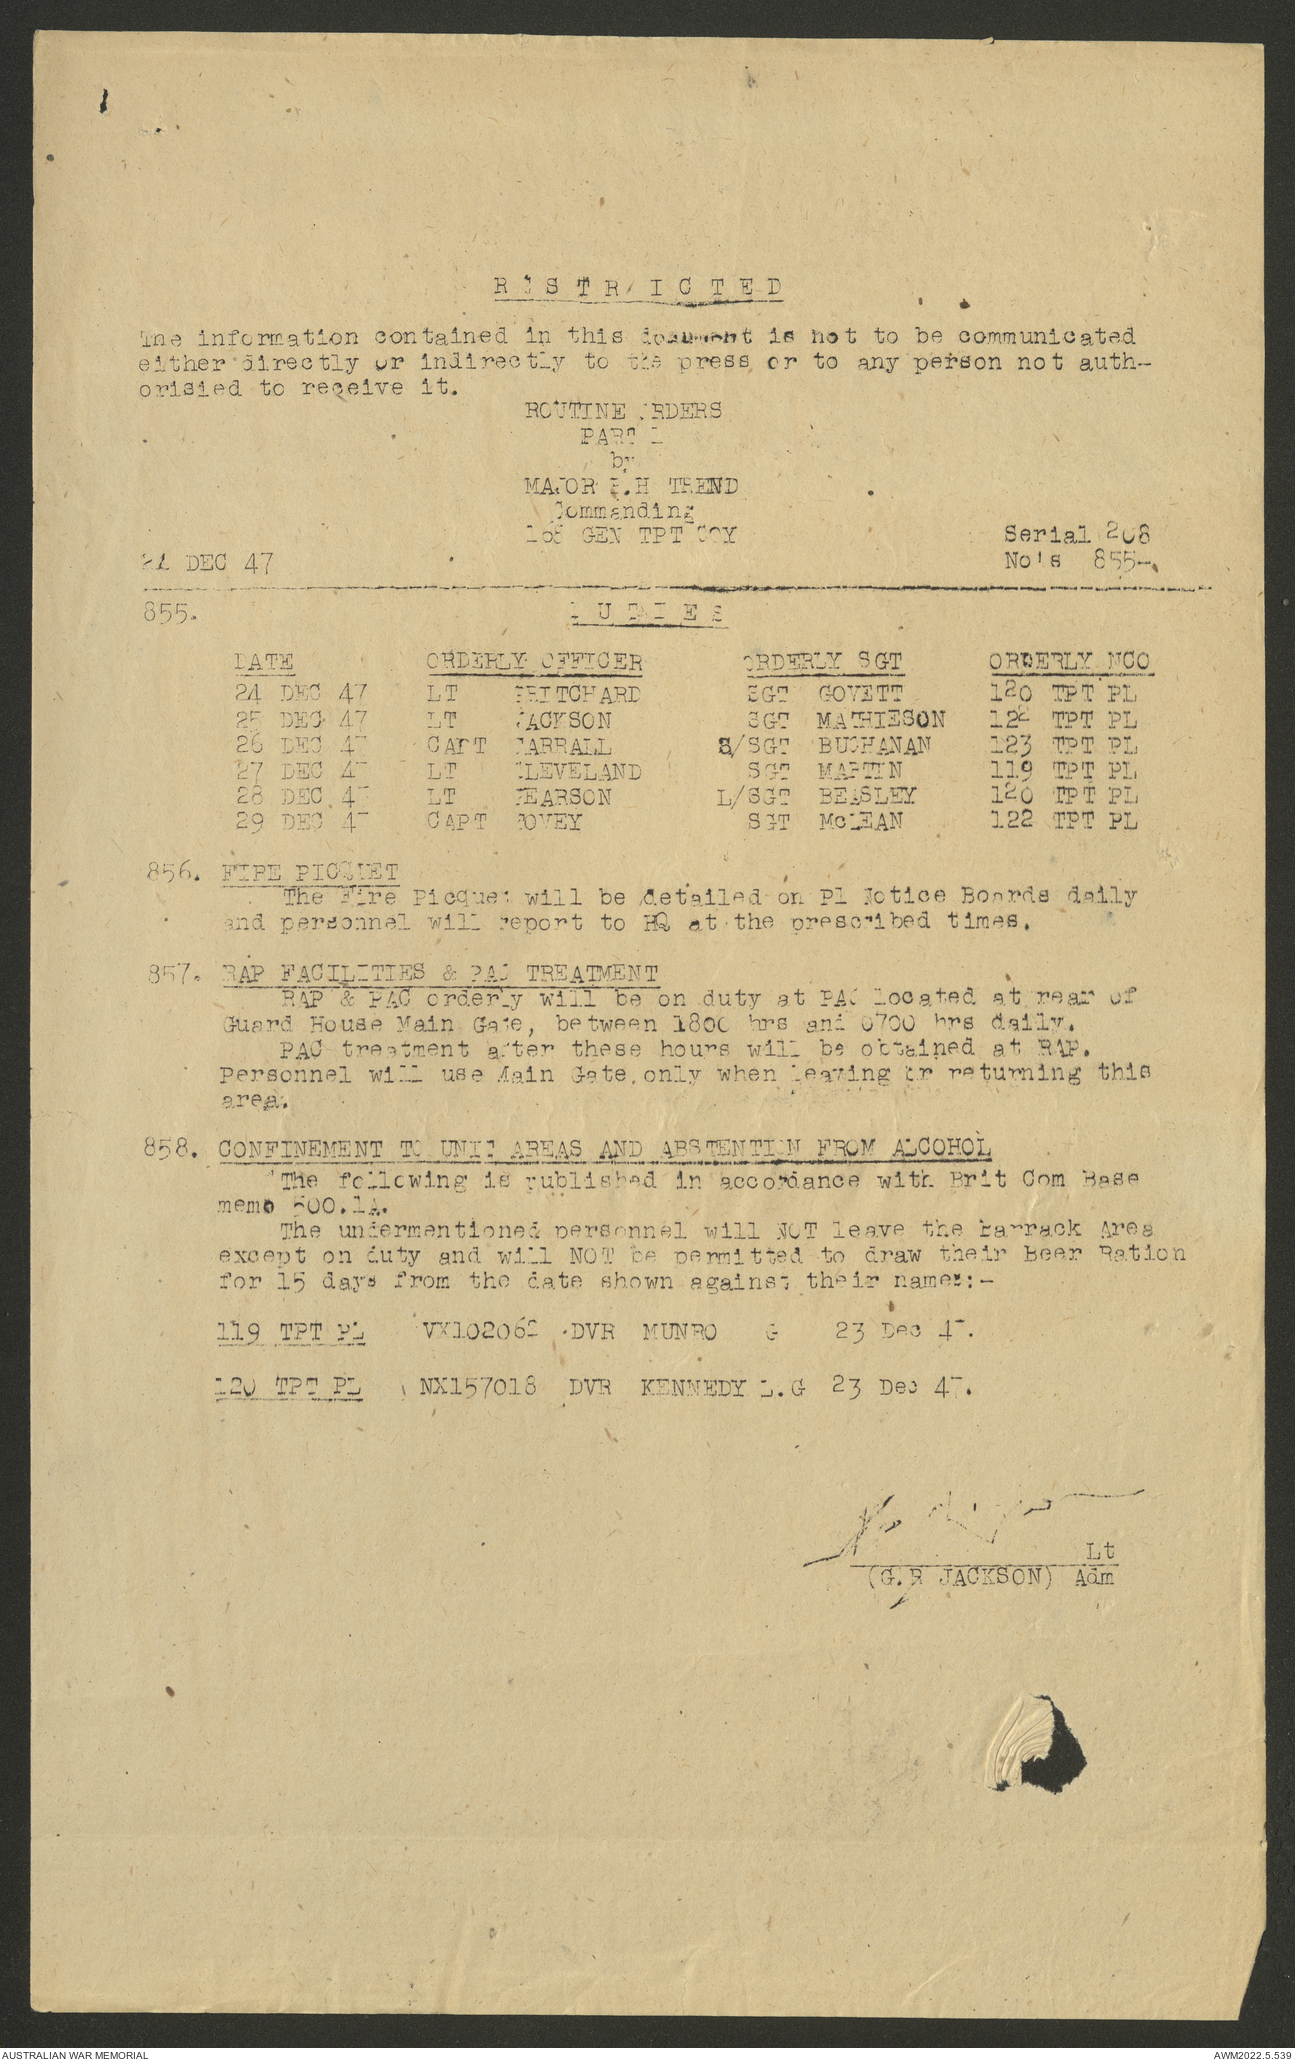 RESTRICTED
The information contained in this document is not to be communicated
either directly or indirectly to the press or to any person not auth-
orisied to receive it.
ROUTINE ORDERS
PART I
by
MAJOR H TREND
Commanding
168 GEN TPT COY
Serial 208
DEC 47
No's 855-
855. DUTIES
DATE ORDERLY OFFICER ORDERLY SGT ORDERLY NCO
24 DEC 47 LT PRITCHARD SGT GOVETT 120 TPT PL
25 DEC 47 LT JACKSON SGT MATHIESON 122 TPT PL
26 DEC 47 CAPT S/SGT BUCHANAN 123 TPT PL
27 DEC 47 LT CLEVELAND SGT MARTIN 119 TPT PL
28 DEC 47 LT PEARSON L/SGT BEASLEY 120 TPT PL
29 DEC 47 CAPT SGT McLEAN 122 TPT PL
856. FIRE PICQUET
The Fire Picquet will be detailed on Pl Notice Boards daily
and personnel will report to HQ at the prescribed times.
857. RAP FACILITIES & PAC TREATMENT
RAP & PAC orderly will be on duty at PAC located at rear of
Guard House Main Gate, between 1800 hrs and 0700 hrs daily.
PAC treatment after these hours will be obtained at RAP.
Personnel will use Main Gate only when leaving or returning this
area.
858. CONFINEMENT TO UNIT AREAS AND ABSTENTION FROM ALCOHOL
The following is published in accordance with Brit Com Base
memo 500.1A.
The undermentioned personnel will NOT leave the Barrack Area
except on duty and will NOT be permitted to draw their Beer Ration
for 15 days from the date shown against their names:-
119 TPT PL VX102062 DVR MUNRO G 23 Dec 47.
120 TPT PL NX157018 DVR KENNEDY L.G 23 Dec 47.
Lt
(G.R JACKSON) Adm
AUSTRALIAN WAR MEMORIAL
AWM2022.5.539